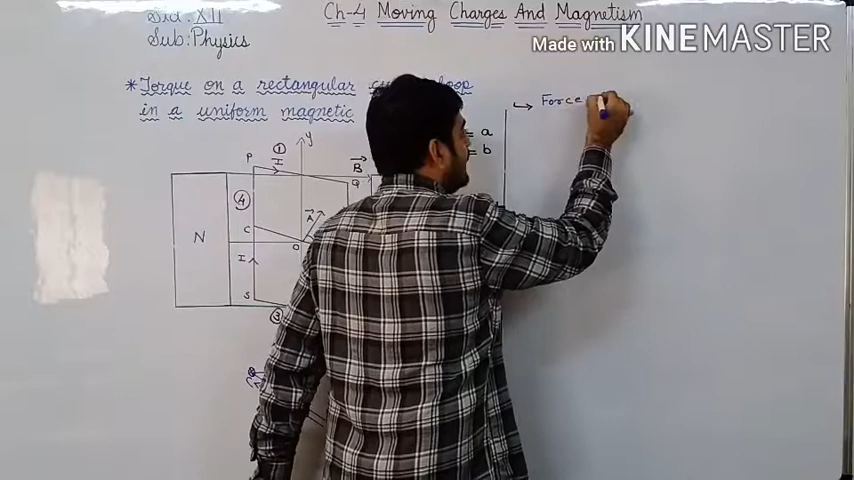 Std. XII
Sub: Physics
Ch-4 Moving Charges And Magnetism
Made with KINEMASTER
* Torque on a rectangular loop
in a uniform magnetic
= a
= b
Force
y
①
I
P
B
Q
④
A
C
O
N
I
S
③